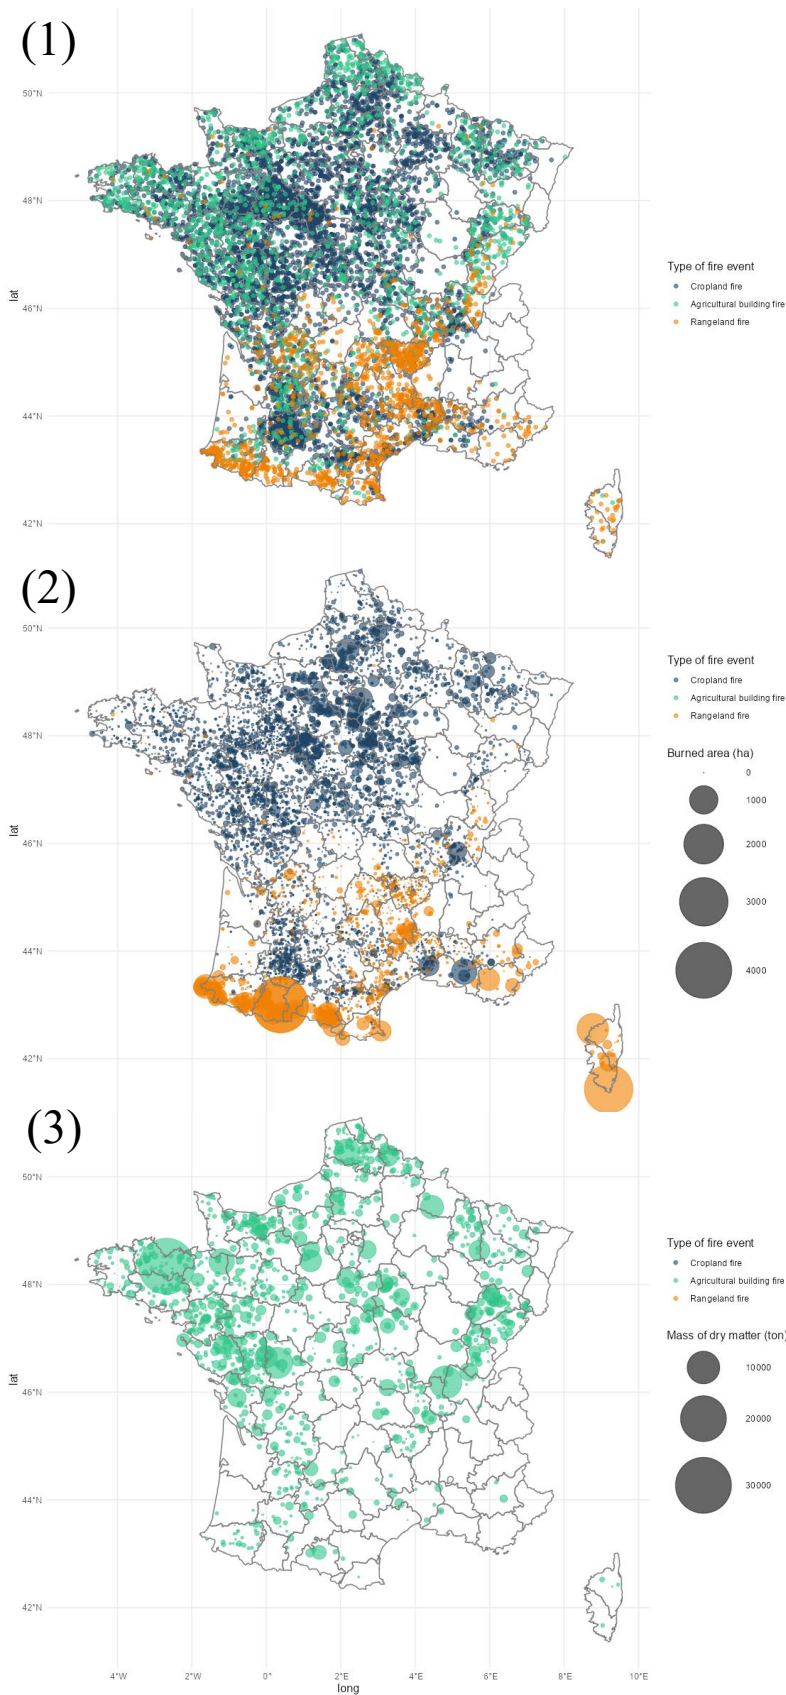 (1)
50°N
48°N
46°N
44°N
42°N
lat
Type of fire event
Cropland fire
Agricultural building fire
Rangeland fire
(2)
50°N
48°N
46°N
44°N
42°N
lat
Type of fire event
Cropland fire
Agricultural building fire
Rangeland fire
Burned area (ha)
0
1000
2000
3000
4000
(3)
50°N
48°N
46°N
44°N
42°N
lat
Type of fire event
Cropland fire
Agricultural building fire
Rangeland fire
Mass of dry matter (ton)
10000
20000
30000
4°W 2°W 0° 2°E 4°E 6°E 8°E 10°E
long